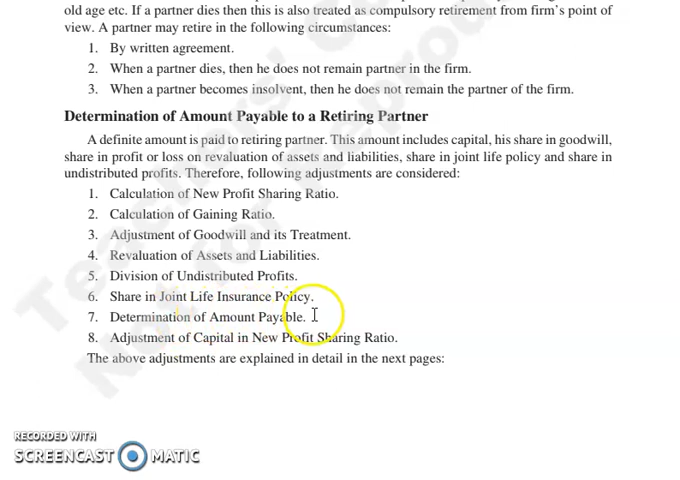 old age etc. If a partner dies then this is also treated as compulsory retirement from firm's point of
view. A partner may retire in the following circumstances:
1. By written agreement.
2. When a partner dies, then he does not remain partner in the firm.
3. When a partner becomes insolvent, then he does not remain the partner of the firm.
Determination of Amount Payable to a Retiring Partner
A definite amount is paid to retiring partner. This amount includes capital, his share in goodwill,
share in profit or loss on revaluation of assets and liabilities, share in joint life policy and share in
undistributed profits. Therefore, following adjustments are considered:
1. Calculation of New Profit Sharing Ratio.
2. Calculation of Gaining Ratio.
3. Adjustment of Goodwill and its Treatment.
4. Revaluation of Assets and Liabilities.
5. Division of Undistributed Profits.
6. Share in Joint Life Insurance Policy.
7. Determination of Amount Payable.
8. Adjustment of Capital in New Profit Sharing Ratio.
The above adjustments are explained in detail in the next pages:
RECORDED WITH
SCREENCAST MATIC